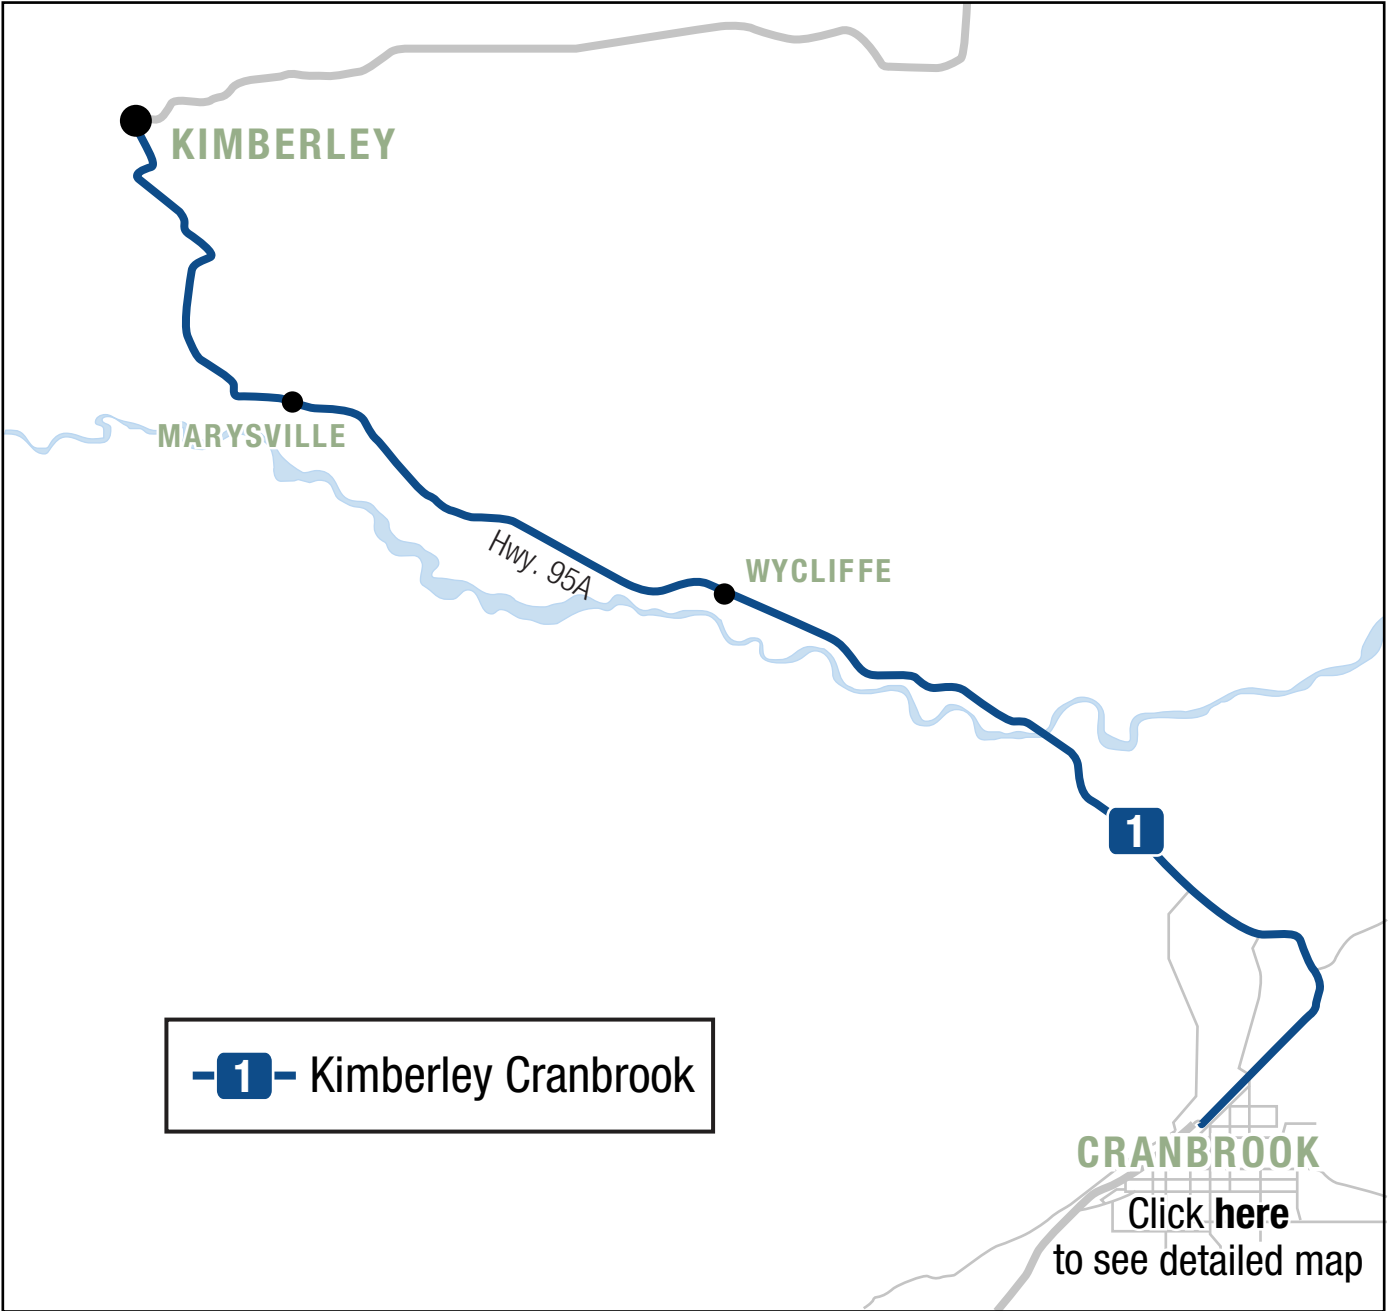 KIMBERLEY
MARYSVILLE
Hwy. 95A
WYCLIFFE
1
1 Kimberley Cranbrook
CRANBROOK
Click here
to see detailed map